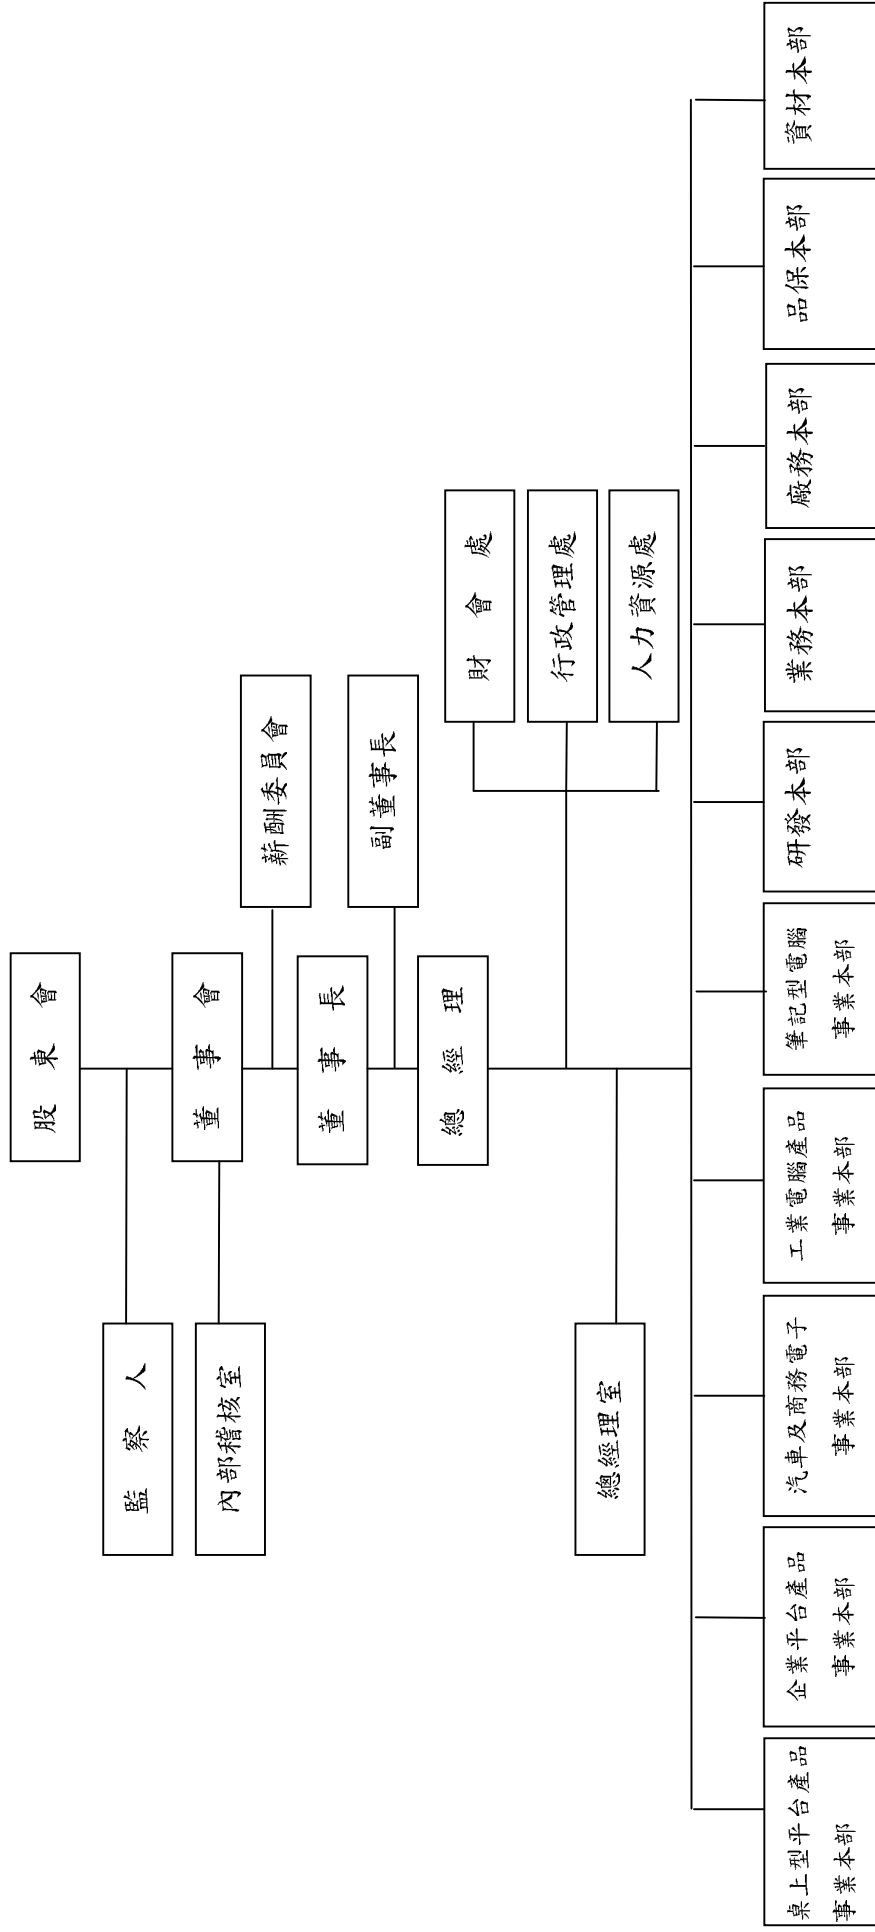 股東會
監察人
董事會
內部稽核室
薪酬委員會
董事長
副董事長
總經理
財會處
行政管理處
人力資源處
總經理室
桌上型平台產品
事業本部
企業平台產品
事業本部
汽車及商務電子
事業本部
工業電腦產品
事業本部
筆記型電腦
事業本部
研發本部
業務本部
廠務本部
品保本部
資材本部